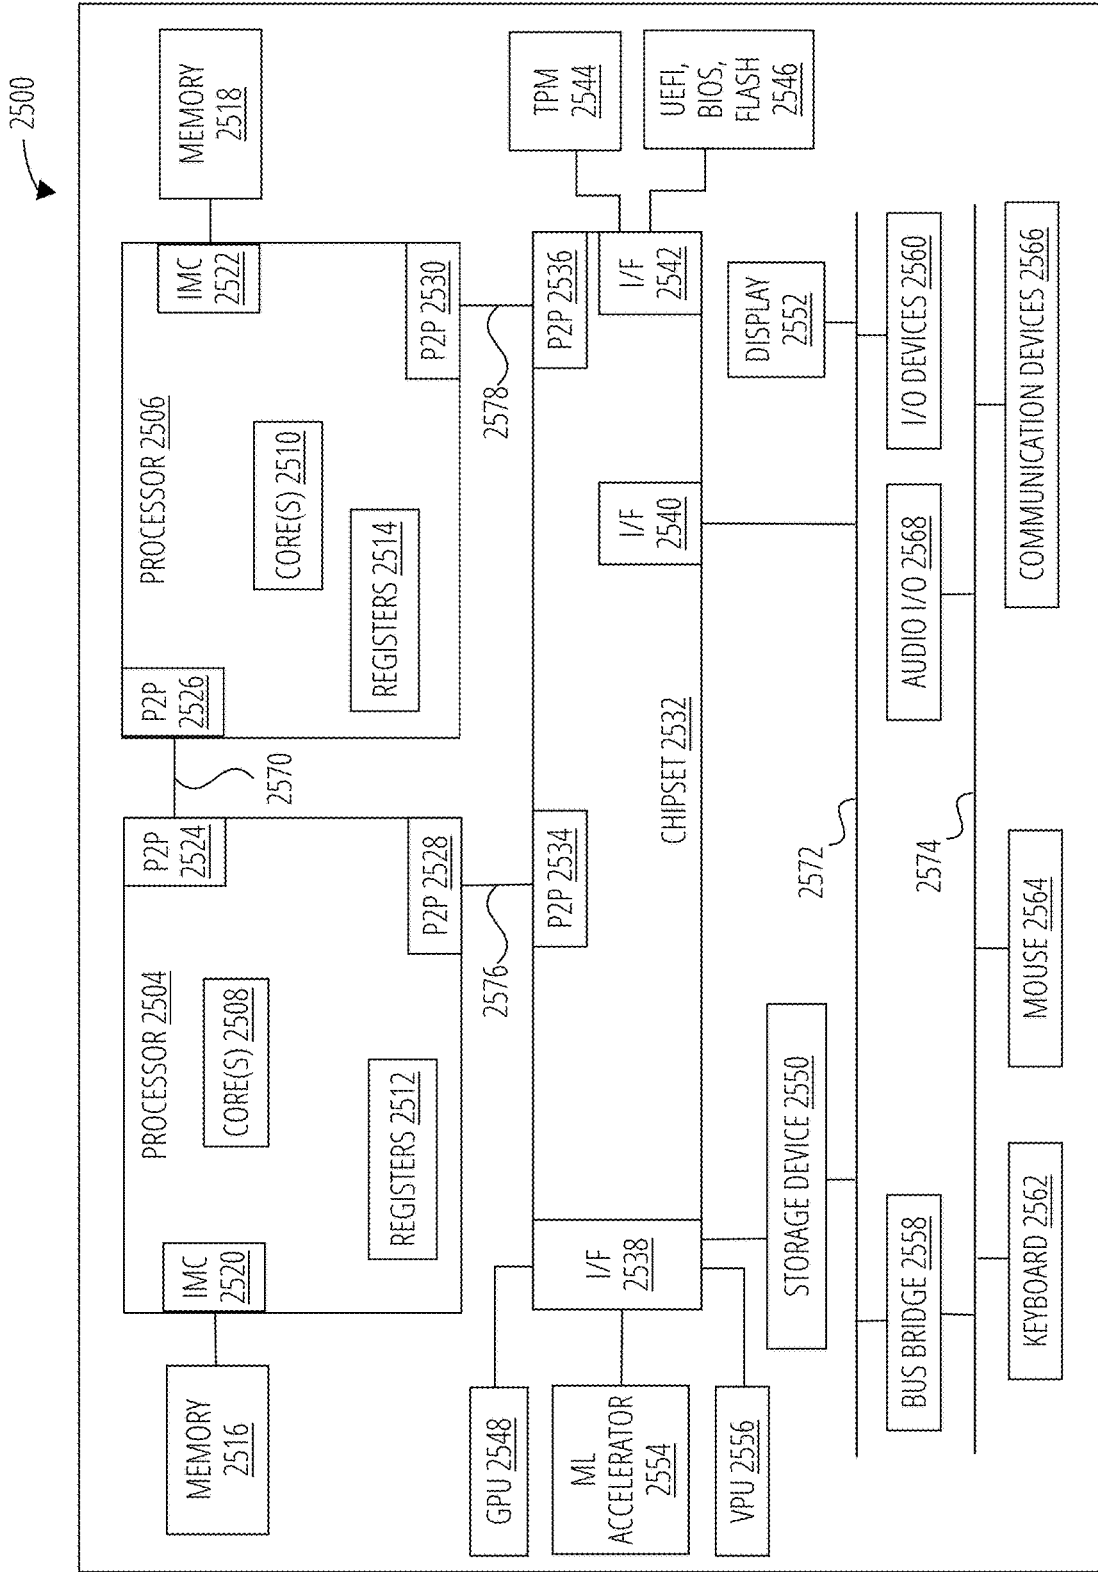 2500
MEMORY
2516
IMC
2520
PROCESSOR 2504
CORE(S) 2508
REGISTERS 2512
P2P
2524
P2P 2528
2570
P2P
2526
PROCESSOR 2506
CORE(S) 2510
REGISTERS 2514
IMC
2522
P2P 2530
MEMORY
2518
2576
2578
GPU 2548
ML
ACCELERATOR
2554
VPU 2556
I/F
2538
P2P 2534
CHIPSET 2532
P2P 2536
I/F
2540
I/F
2542
TPM
2544
UEFI,
BIOS,
FLASH
2546
STORAGE DEVICE 2550
DISPLAY
2552
2572
BUS BRIDGE 2558
AUDIO I/O 2568
I/O DEVICES 2560
2574
KEYBOARD 2562
MOUSE 2564
COMMUNICATION DEVICES 2566